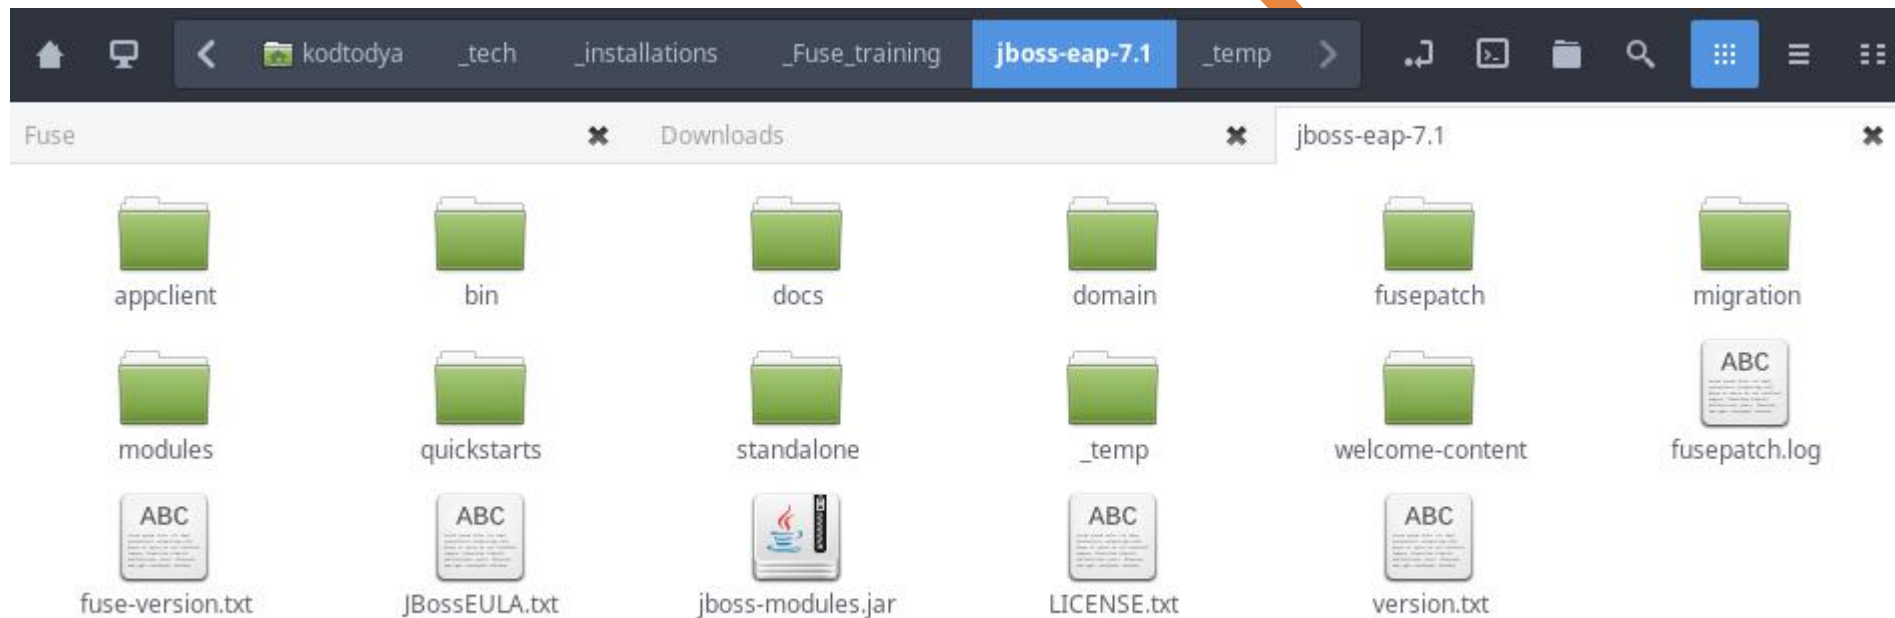 kodtodya _tech _installations _Fuse_training jboss-eap-7.1 _temp
Fuse Downloads jboss-eap-7.1
appclient bin docs domain fusepatch migration
ABC
modules quickstarts standalone _temp welcome-content fusepatch.log
ABC ABC ABC ABC
fuse-version.txt JBossEULA.txt jboss-modules.jar LICENSE.txt version.txt